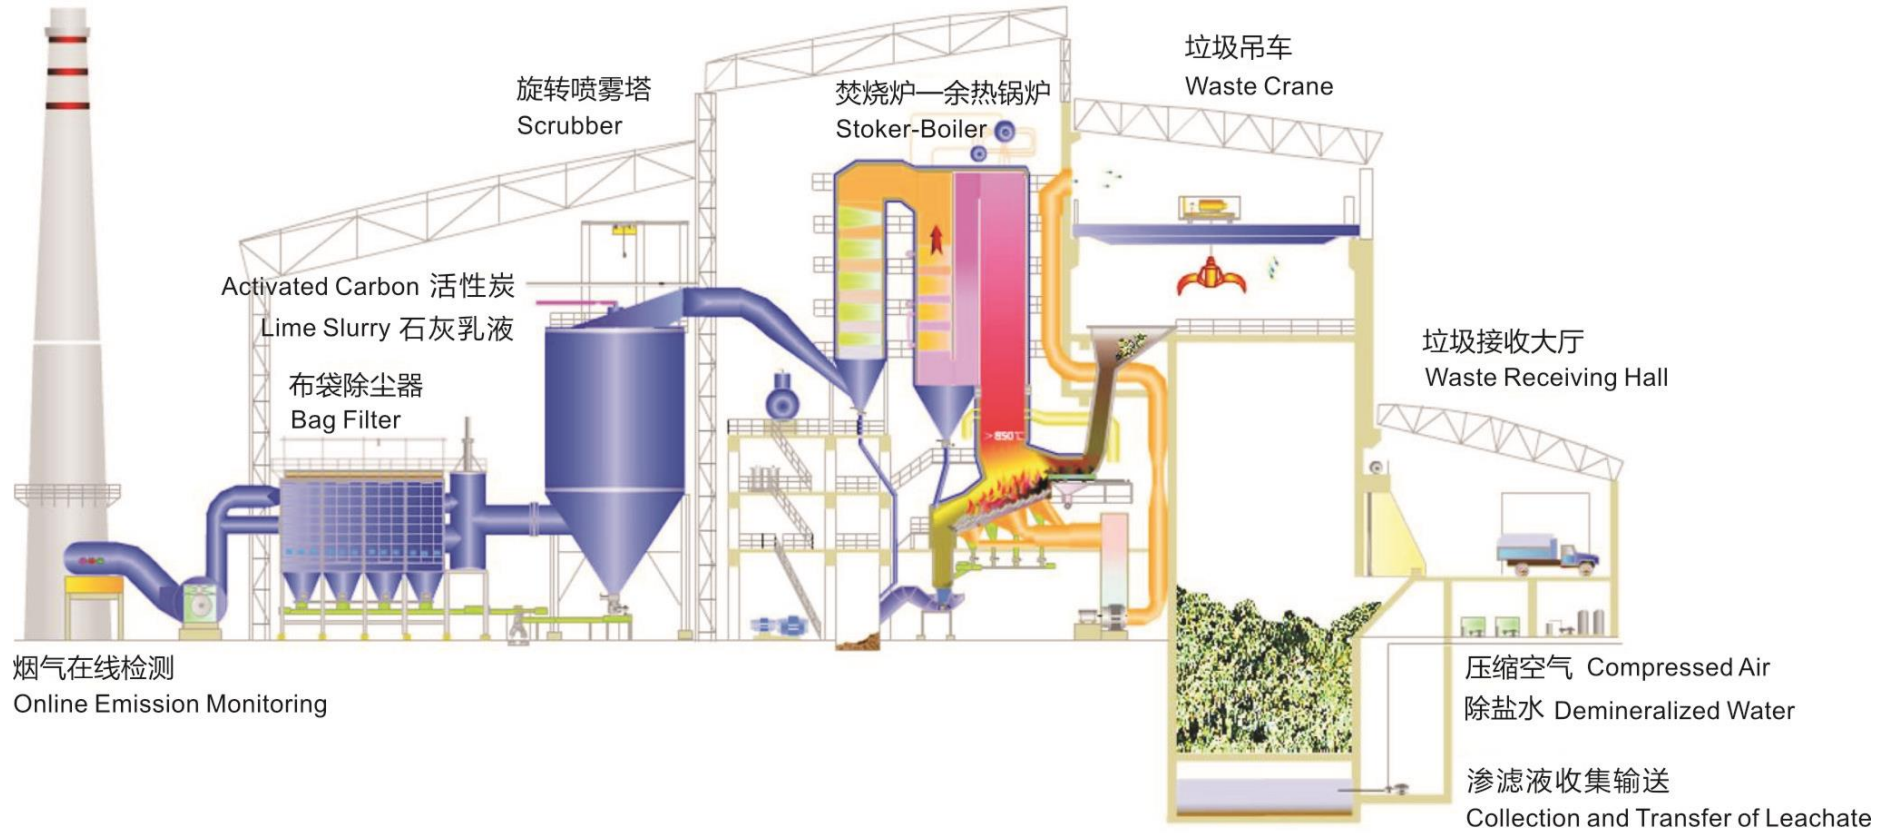 垃圾吊车
Waste Crane
旋转喷雾塔
Scrubber
焚烧炉—余热锅炉
Stoker-Boiler
Activated Carbon 活性炭
Lime Slurry 石灰乳液
布袋除尘器
Bag Filter
垃圾接收大厅
Waste Receiving Hall
>850℃
烟气在线检测
Online Emission Monitoring
压缩空气 Compressed Air
除盐水 Demineralized Water
渗滤液收集输送
Collection and Transfer of Leachate